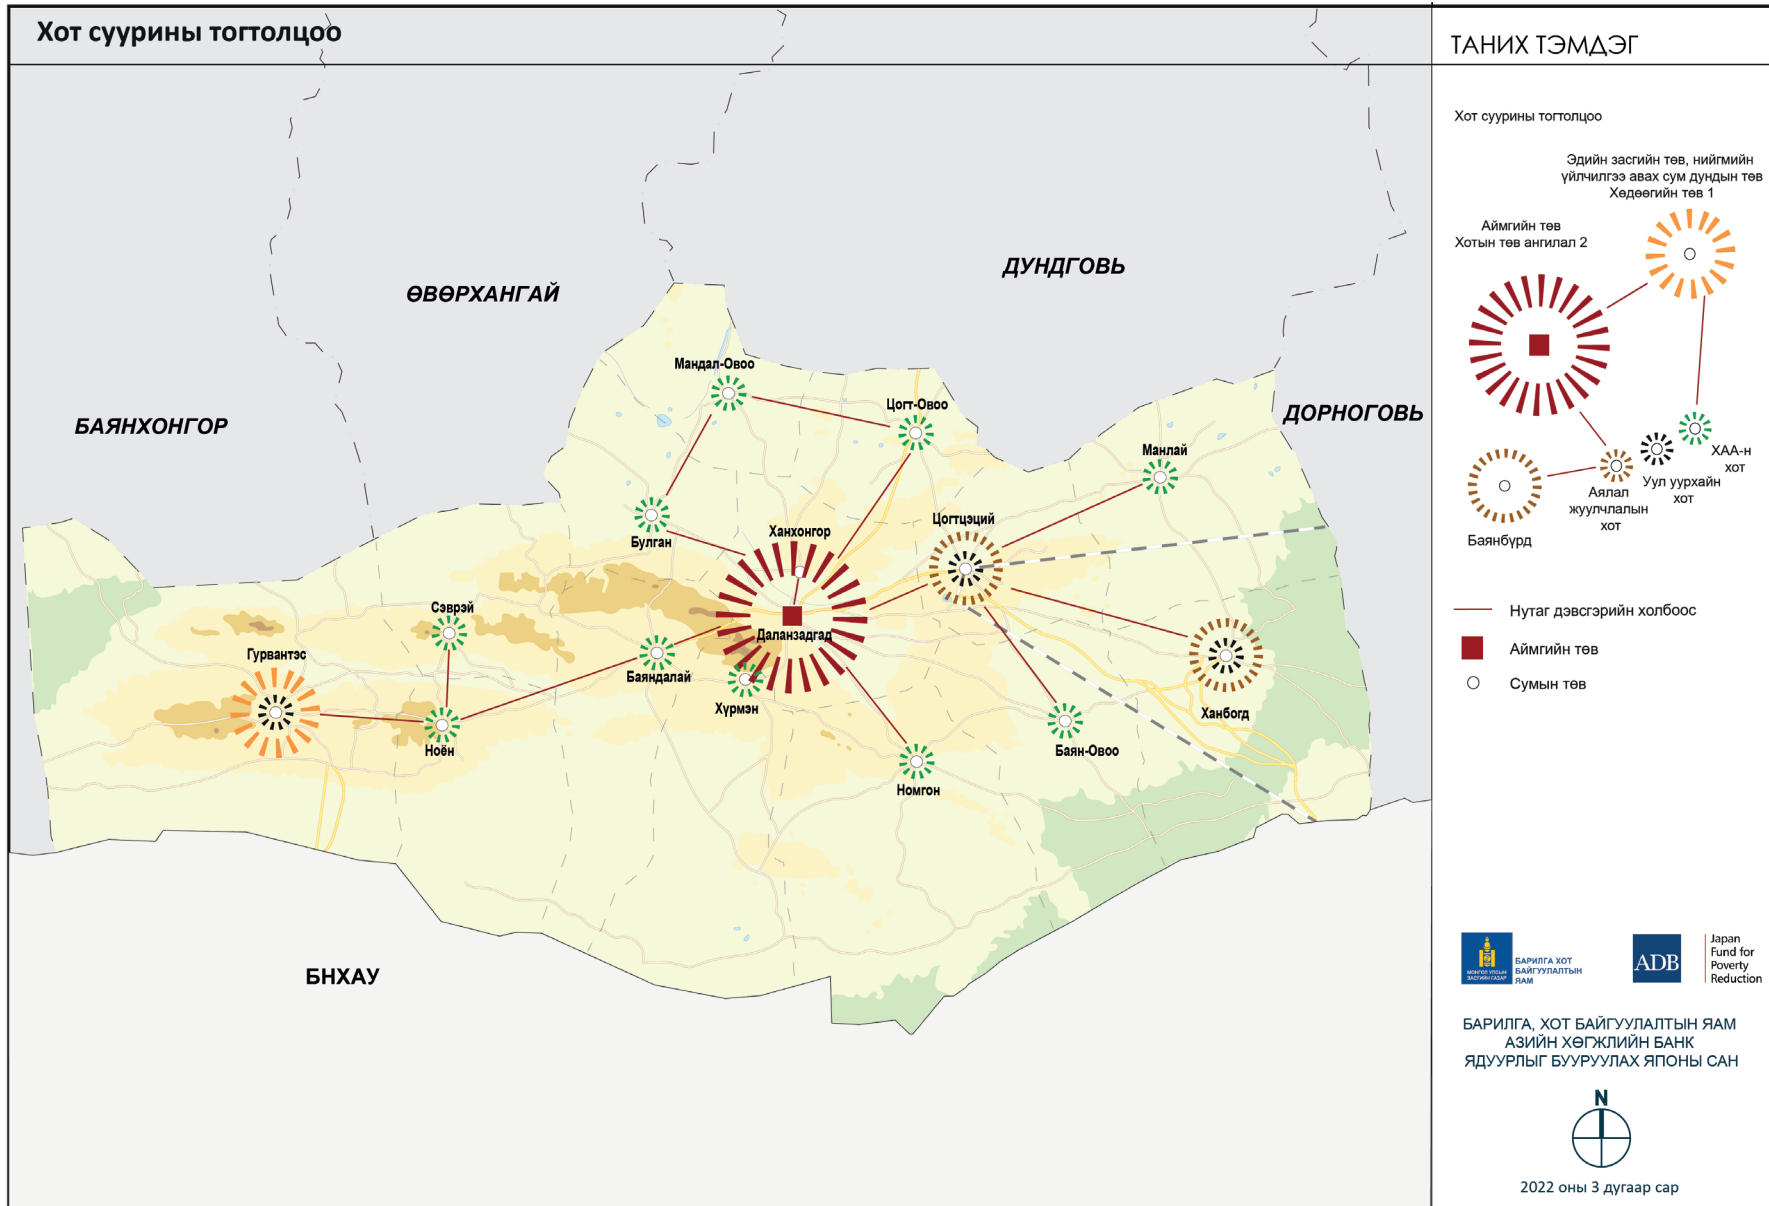 Хот суурины тогтолцоо
ӨВӨРХАНГАЙ
ДУНДГОВЬ
БАЯНХОНГОР
ДОРНОГОВЬ
Мандал-Овоо
Цогт-Овоо
Манлай
Булган
Ханхонгор
Цогтцэций
Сэврэй
Гурвантэс
Даланзадгад
Баяндалай
Хүрмэн
Ноён
Ханбогд
Баян-Овоо
Номгон
БНХАУ
ТАНИХ ТЭМДЭГ
Хот суурины тогтолцоо
Эдийн засгийн төв, нийгмийн
үйлчилгээ авах сум дундын төв
Хөдөөгийн төв 1
Аймгийн төв
Хотын төв ангилал 2
ХАА-н
хот
Уул уурхайн
хот
Аялал
жуулчлалын
хот
Баянбүрд
Нутаг дэвсгэрийн холбоос
Аймгийн төв
Сумын төв
МОНГОЛ УЛСЫН
ЗАСГИЙН ГАЗАР
БАРИЛГА ХОТ
БАЙГУУЛАЛТЫН
ЯАМ
ADB
Japan
Fund for
Poverty
Reduction
БАРИЛГА, ХОТ БАЙГУУЛАЛТЫН ЯАМ
АЗИЙН ХӨГЖЛИЙН БАНК
ЯДУУРЛЫГ БУУРУУЛАХ ЯПОНЫ САН
N
2022 оны 3 дугаар сар